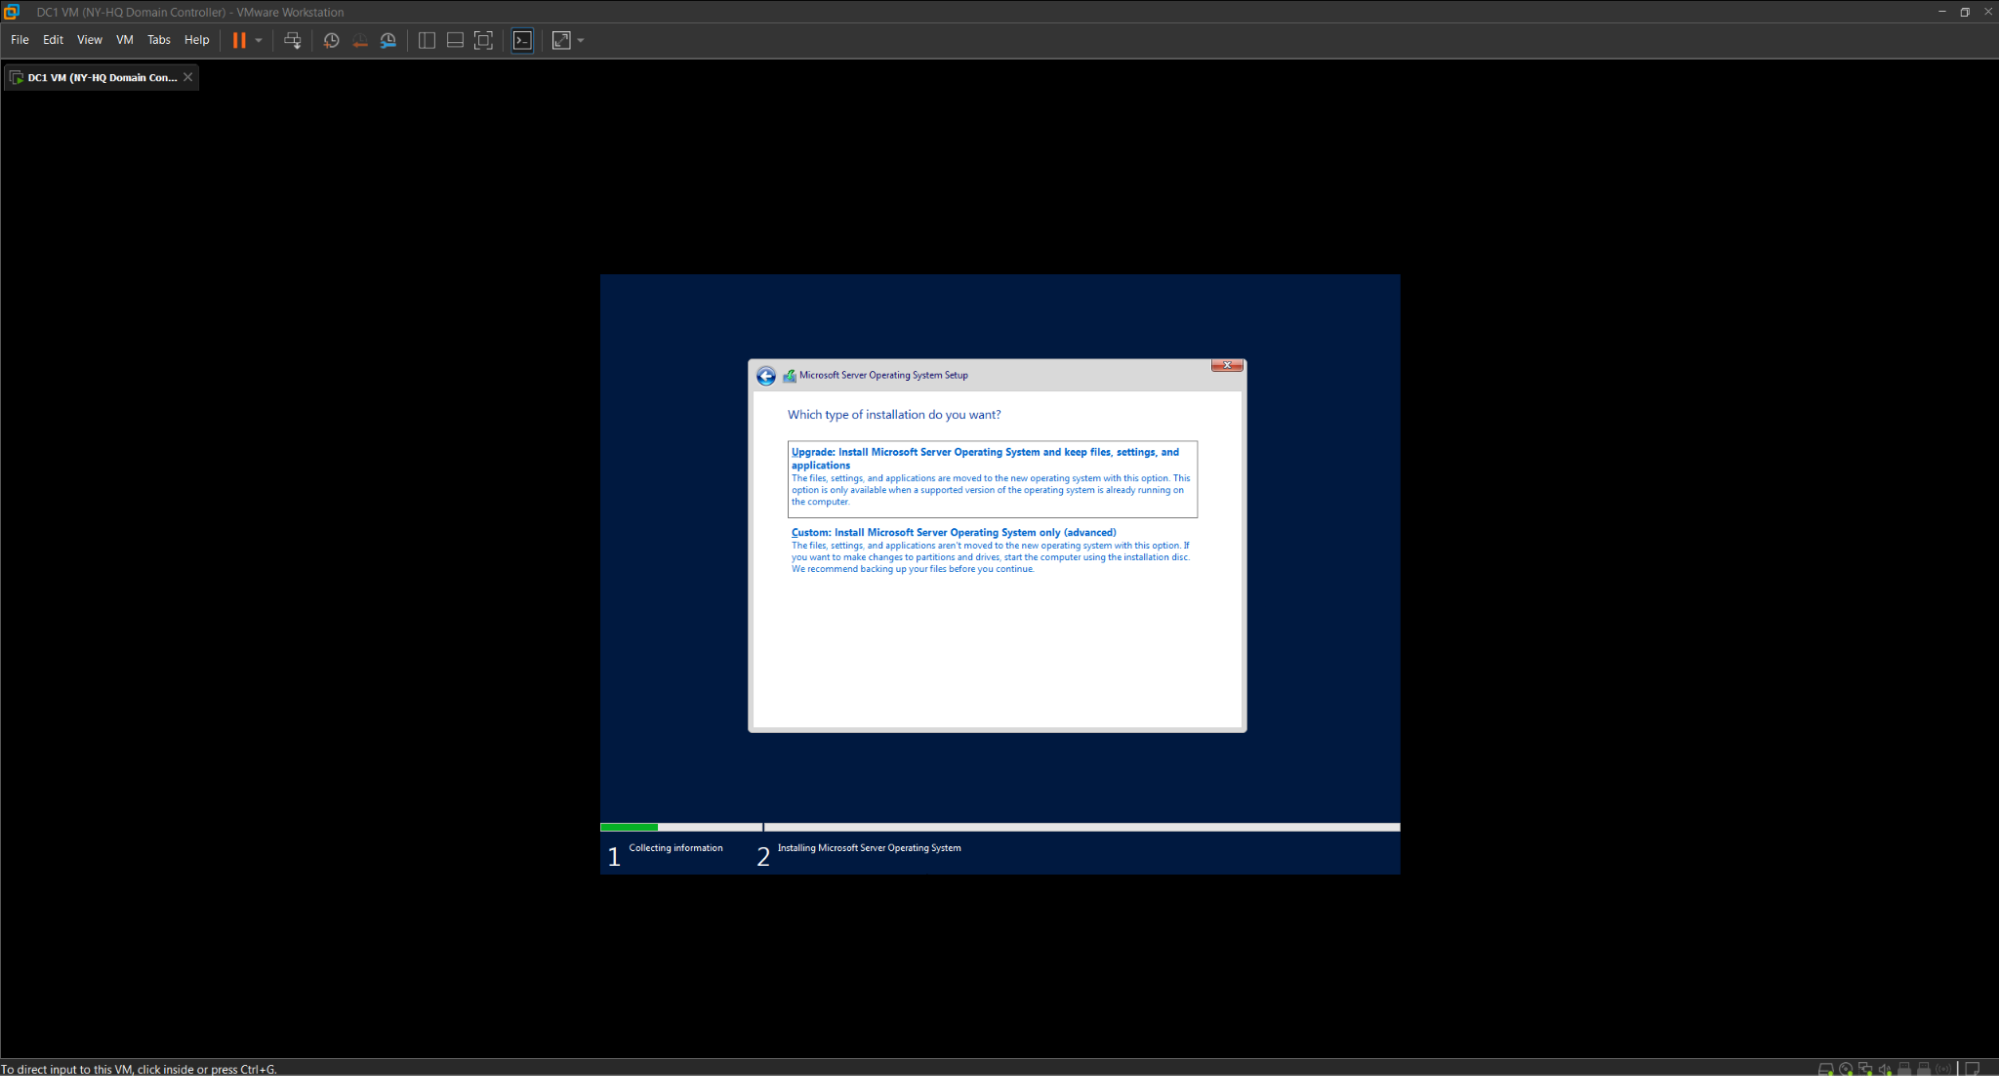 DC1 VM (NY-HQ Domain Controller) - VMware Workstation
File Edit View VM Tabs Help
DC1 VM (NY-HQ Domain Con...
Microsoft Server Operating System Setup
Which type of installation do you want?
Upgrade: Install Microsoft Server Operating System and keep files, settings, and
applications
The files, settings, and applications are moved to the new operating system with this option. This
option is only available when a supported version of the operating system is already running on
the computer.
Custom: Install Microsoft Server Operating System only (advanced)
The files, settings, and applications aren't moved to the new operating system with this option. If
you want to make changes to partitions and drives, start the computer using the installation disc.
We recommend backing up your files before you continue.
1 Collecting information 2 Installing Microsoft Server Operating System
To direct input to this VM, click inside or press Ctrl+G.